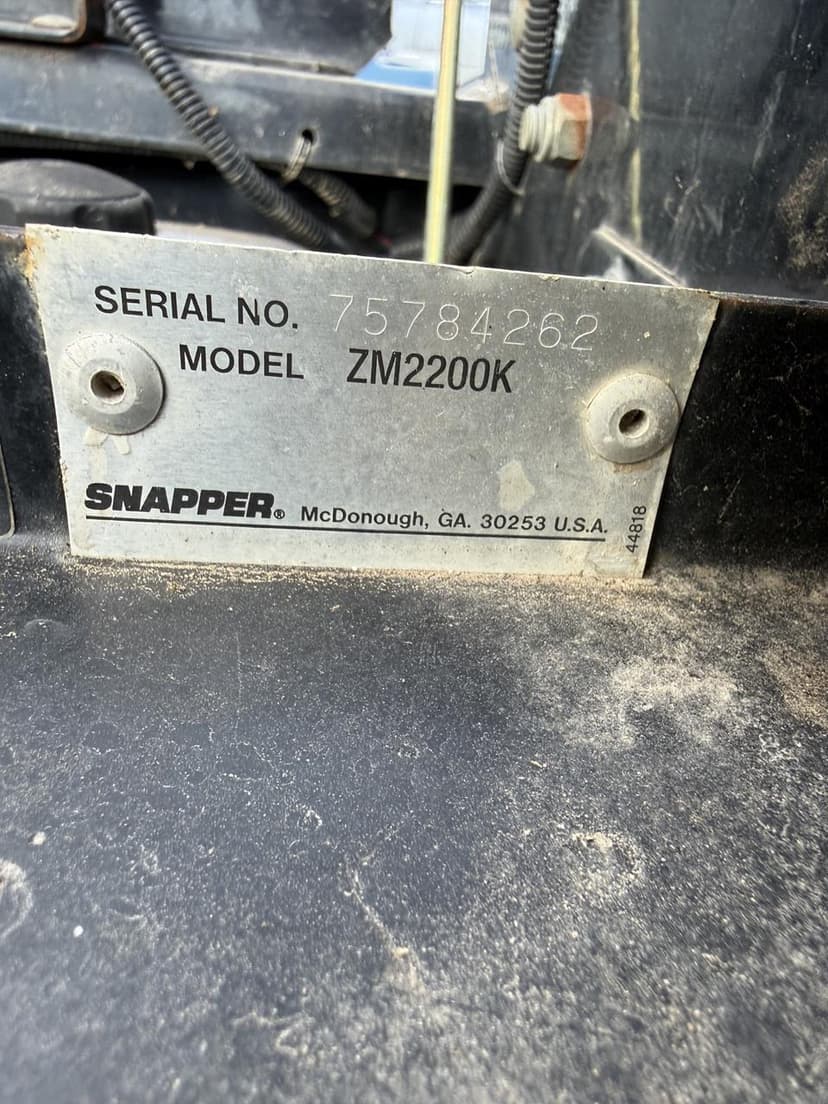 SERIAL NO. 75784262
MODEL ZM2200K
SNAPPER® McDonough, GA. 30253 U.S.A.
44818